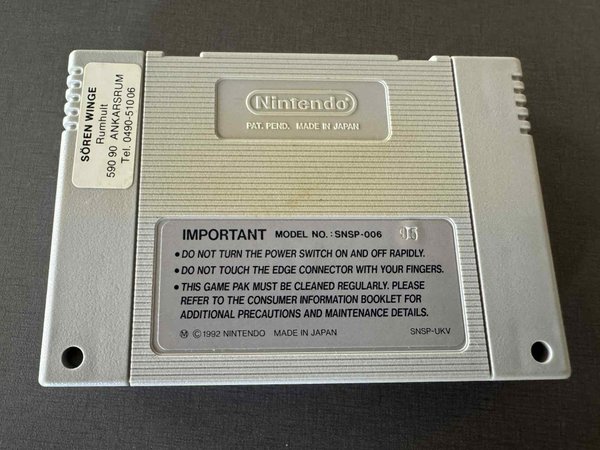 SÖREN WINGE
Rumhult
590 90 ANKARSRUM
Tel. 0490-510 06
Nintendo
PAT. PEND. MADE IN JAPAN
IMPORTANT MODEL NO.: SNSP-006
• DO NOT TURN THE POWER SWITCH ON AND OFF RAPIDLY.
• DO NOT TOUCH THE EDGE CONNECTOR WITH YOUR FINGERS.
• THIS GAME PAK MUST BE CLEANED REGULARLY. PLEASE
REFER TO THE CONSUMER INFORMATION BOOKLET FOR
ADDITIONAL PRECAUTIONS AND MAINTENANCE DETAILS.
Ⓜ © 1992 NINTENDO MADE IN JAPAN SNSP-UKV